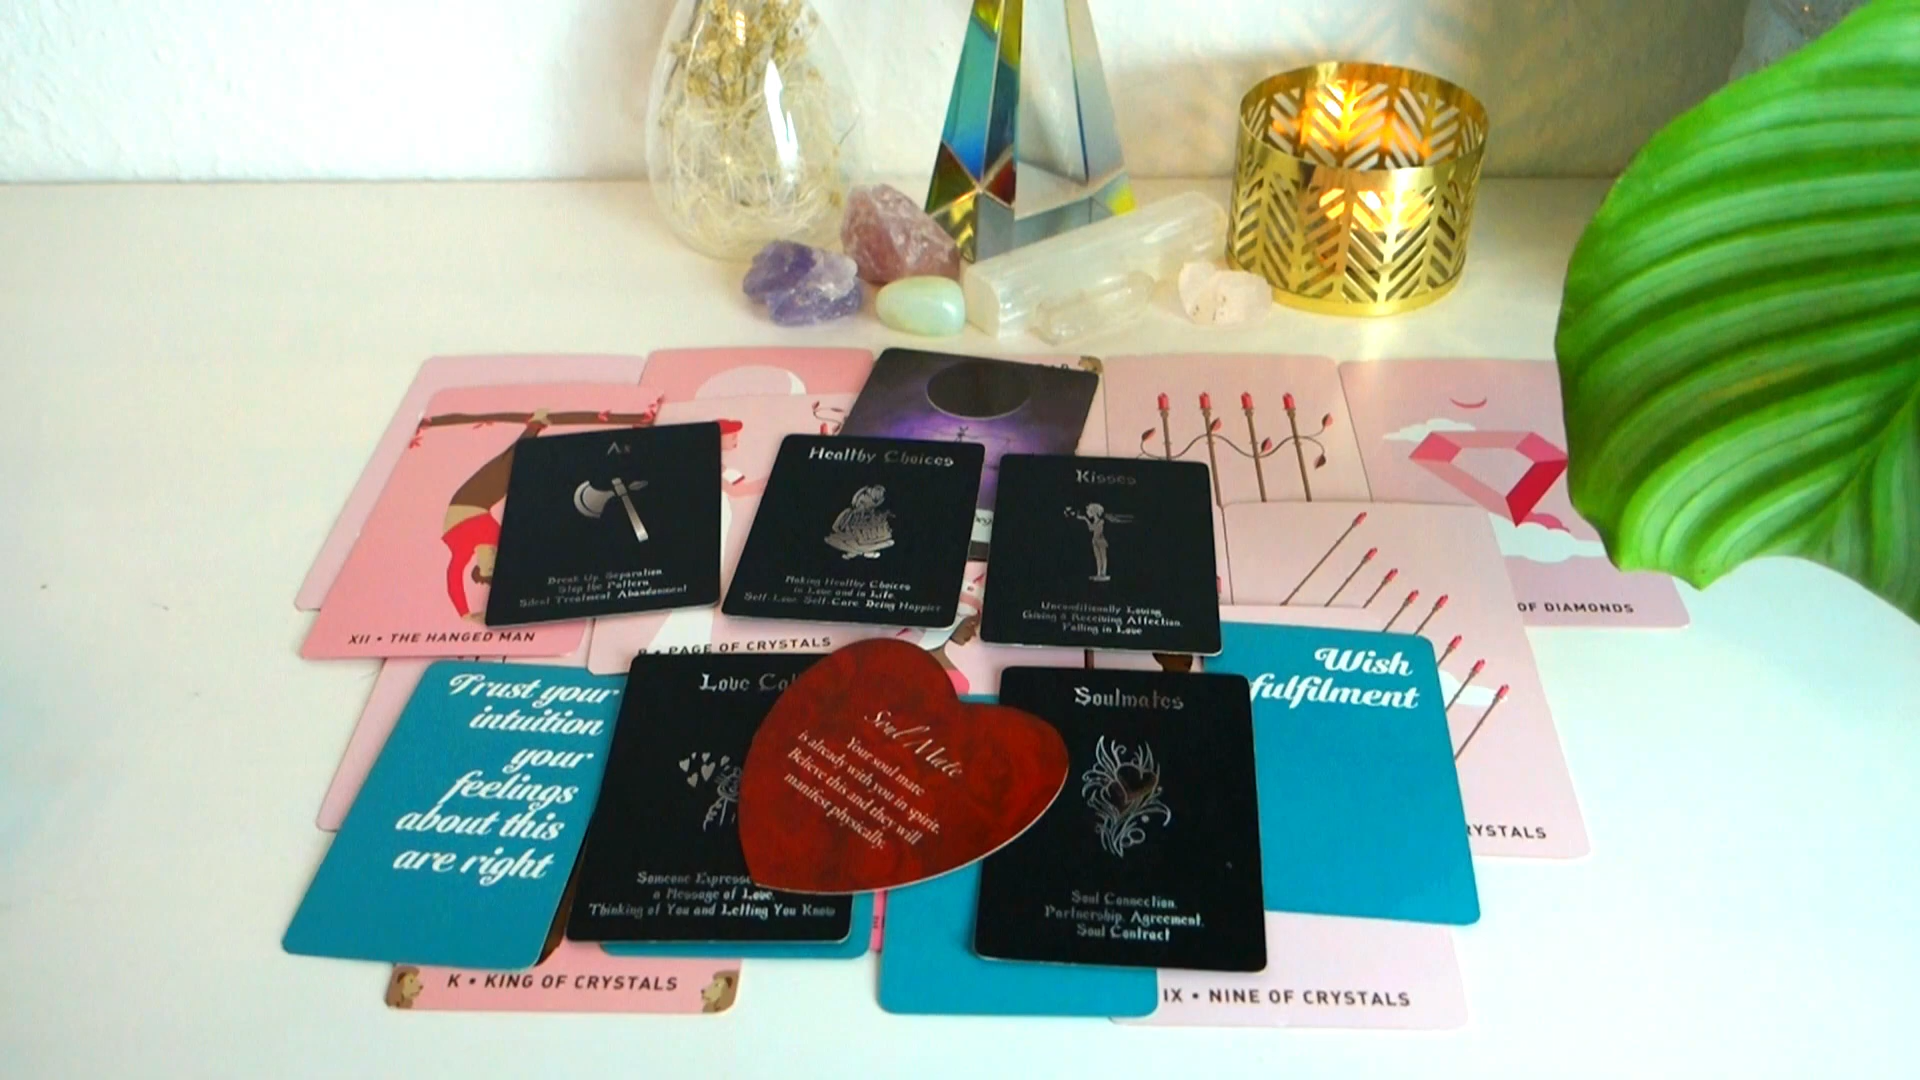 Ax
Break Up, Separation
Stop the Pattern
Silent Treatment, Abandonment
Healthy Choices
Making Healthy Choices
in Love and in Life.
Self-Love, Self-Care, Being Happier
Kisses
Unconditionally Loving,
Giving & Receiving Affection,
Falling in Love
OF DIAMONDS
XII • THE HANGED MAN
PAGE OF CRYSTALS
Trust your
intuition
your
feelings
about this
are right
Love
Someone
a Message of Love,
Thinking of You and Letting You Know
Soul Mate
Your soul mate
is already with you in spirit.
Believe this and they will
manifest physically.
Soulmates
Soul Connection,
Partnership, Agreement,
Soul Contract
Wish
fulfilment
RYSTALS
K • KING OF CRYSTALS
IX • NINE OF CRYSTALS